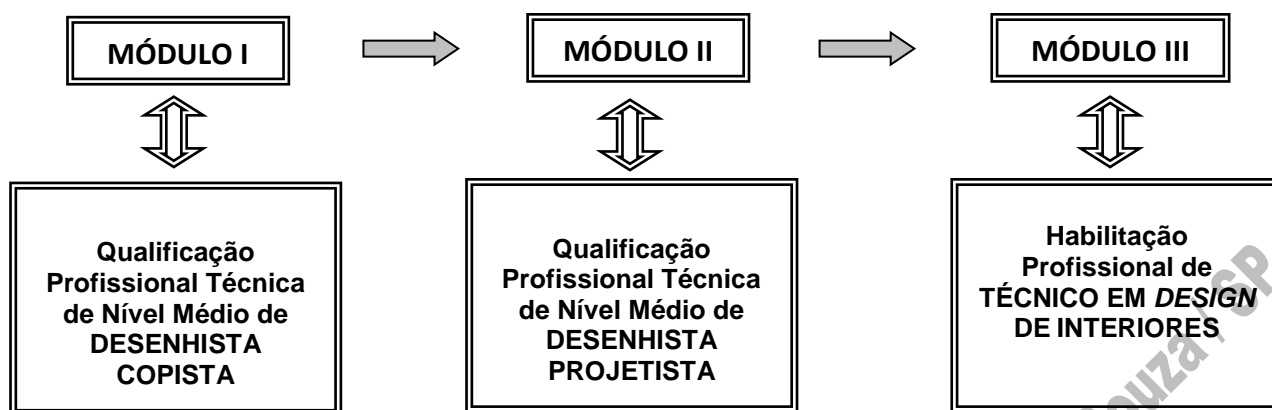 MÓDULO I
MÓDULO II
MÓDULO III
Qualificação
Profissional Técnica
de Nível Médio de
DESENHISTA
COPISTA
Qualificação
Profissional Técnica
de Nível Médio de
DESENHISTA
PROJETISTA
Habilitação
Profissional de
TÉCNICO EM DESIGN
DE INTERIORES